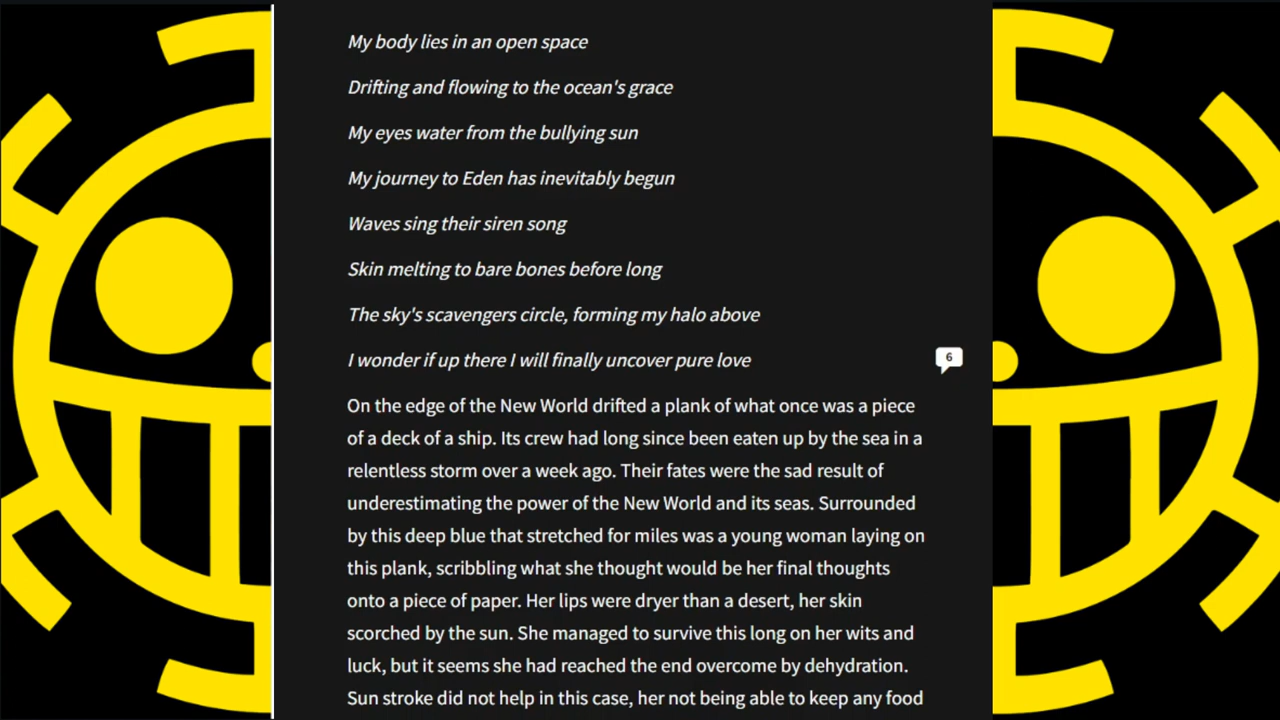 My body lies in an open space
Drifting and flowing to the ocean's grace
My eyes water from the bullying sun
My journey to Eden has inevitably begun
Waves sing their siren song
Skin melting to bare bones before long
The sky's scavengers circle, forming my halo above
I wonder if up there I will finally uncover pure love
6
On the edge of the New World drifted a plank of what once was a piece
of a deck of a ship. Its crew had long since been eaten up by the sea in a
relentless storm over a week ago. Their fates were the sad result of
underestimating the power of the New World and its seas. Surrounded
by this deep blue that stretched for miles was a young woman laying on
this plank, scribbling what she thought would be her final thoughts
onto a piece of paper. Her lips were dryer than a desert, her skin
scorched by the sun. She managed to survive this long on her wits and
luck, but it seems she had reached the end overcome by dehydration.
Sun stroke did not help in this case, her not being able to keep any food